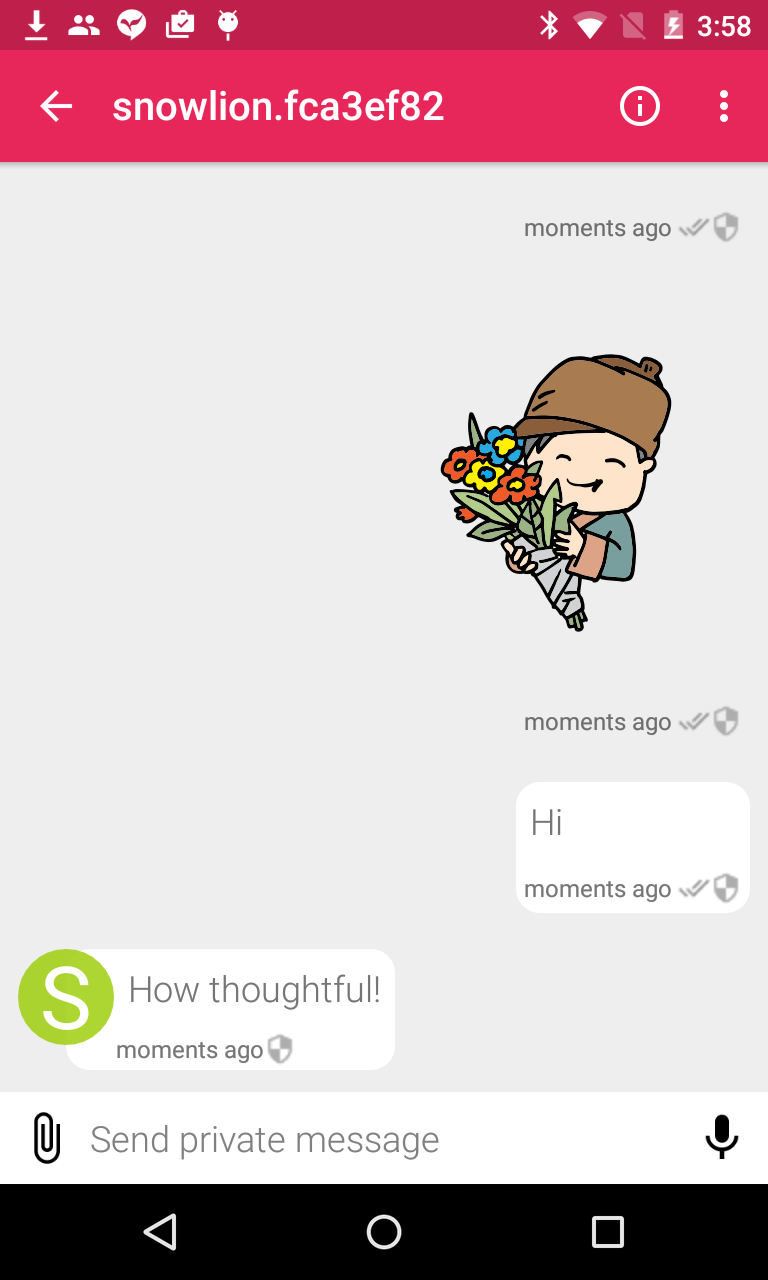 3:58
snowlion.fca3ef82
moments ago
moments ago
Hi
moments ago
S
How thoughtful!
moments ago
Send private message